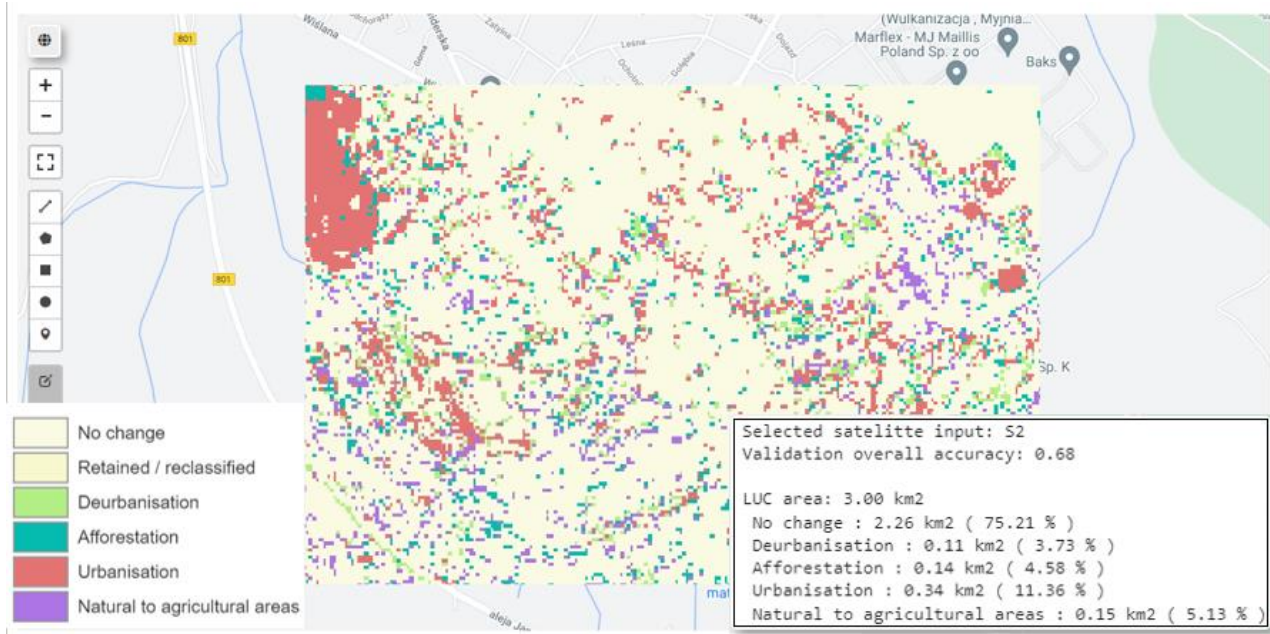 (Wulkanizacja , Myjnia...
Marflex - MJ Maillis
Poland Sp. z oo
Baks
Wiślana
Zaciszna
Leśna
801
801
Sp. K
aleja Jan
No change
Retained / reclassified
Deurbanisation
Afforestation
Urbanisation
Natural to agricultural areas
Selected satelitte input: S2
Validation overall accuracy: 0.68
LUC area: 3.00 km2
No change : 2.26 km2 ( 75.21 % )
Deurbanisation : 0.11 km2 ( 3.73 % )
Afforestation : 0.14 km2 ( 4.58 % )
Urbanisation : 0.34 km2 ( 11.36 % )
Natural to agricultural areas : 0.15 km2 ( 5.13 % )